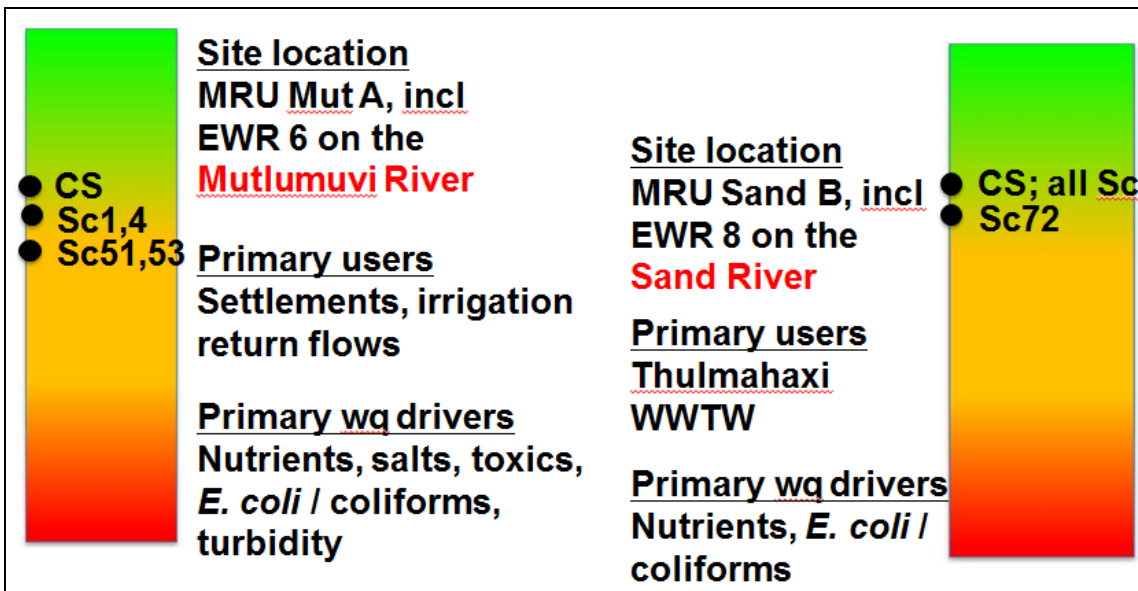 Site location
MRU Mut A, incl
EWR 6 on the
Mutlumuvi River
CS
Sc1,4
Sc51,53
Primary users
Settlements, irrigation
return flows
Primary wq drivers
Nutrients, salts, toxics,
E. coli / coliforms,
turbidity
Site location
MRU Sand B, incl
EWR 8 on the
Sand River
CS; all Sc
Sc72
Primary users
Thulmahaxi
WWTW
Primary wq drivers
Nutrients, E. coli /
coliforms